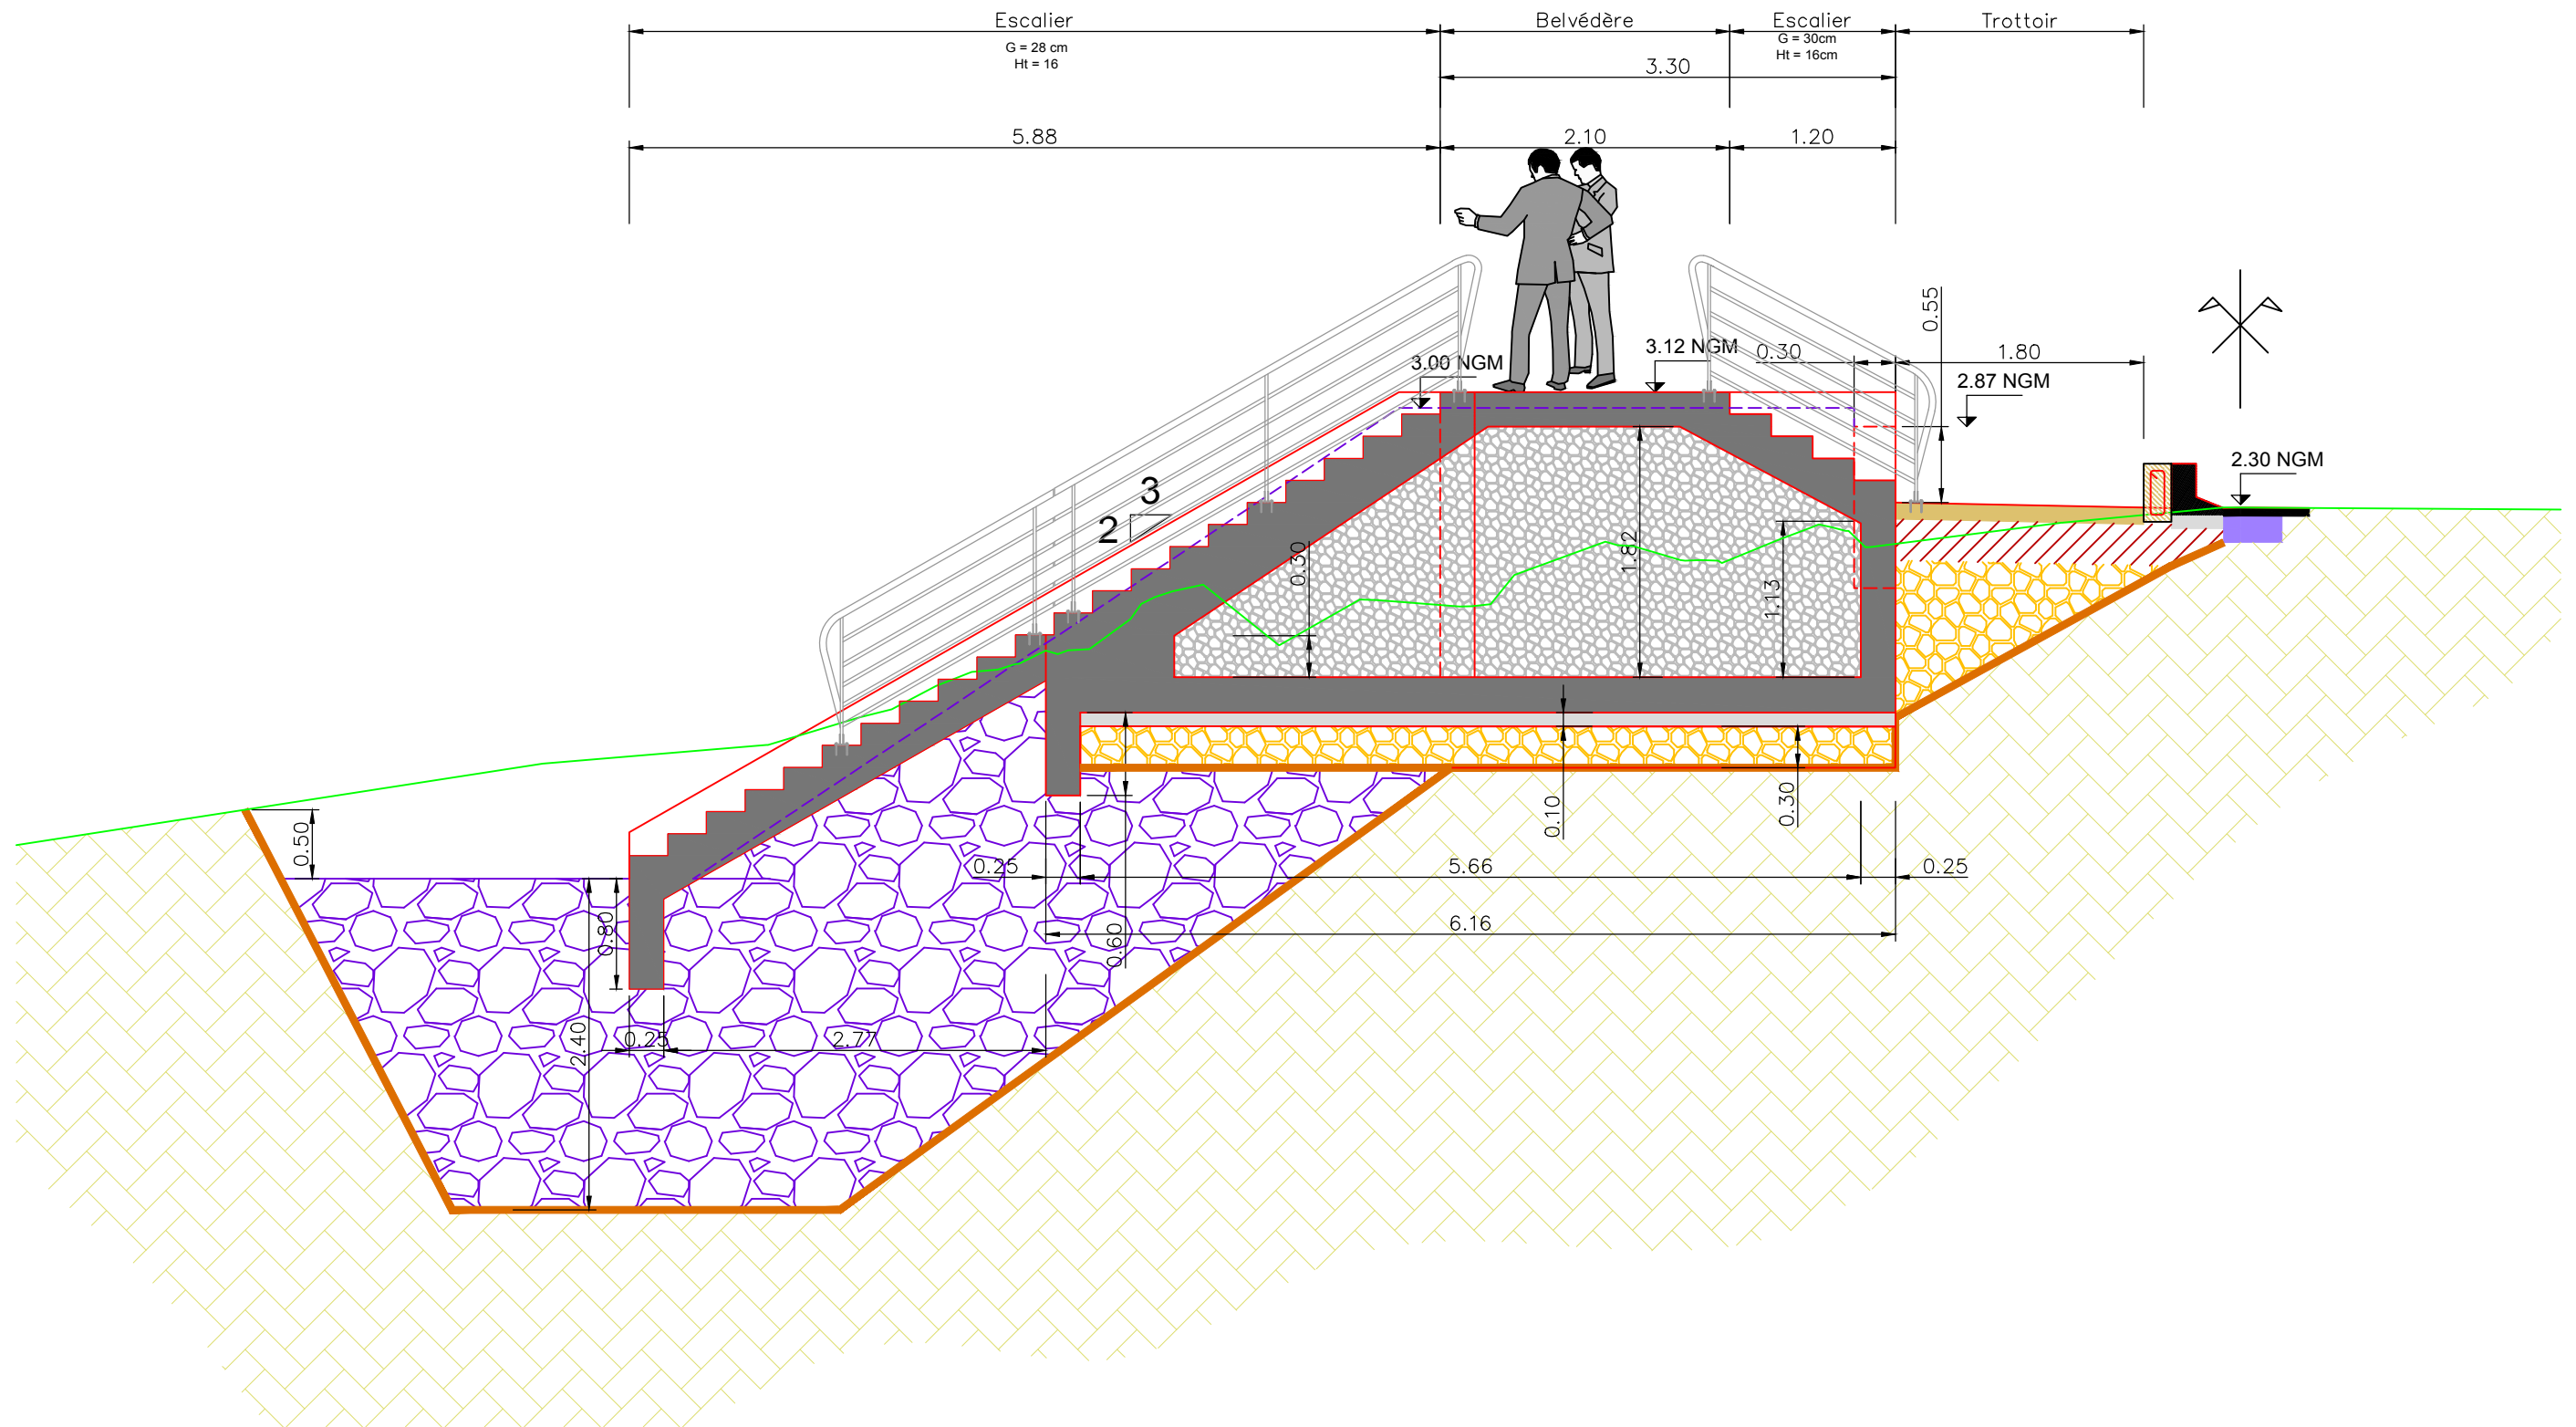 Escalier
Belvédère
Escalier
Trottoir
G = 28 cm
Ht = 16
G = 30cm
Ht = 16cm
3.30
5.88
2.10
1.20
0.55
3.00 NGM
3.12 NGM
0.30
1.80
2.87 NGM
2.30 NGM
3
2
0.30
1.82
1.13
0.50
0.10
0.30
0.25
5.66
0.25
0.80
0.60
6.16
2.40
0.25
2.77